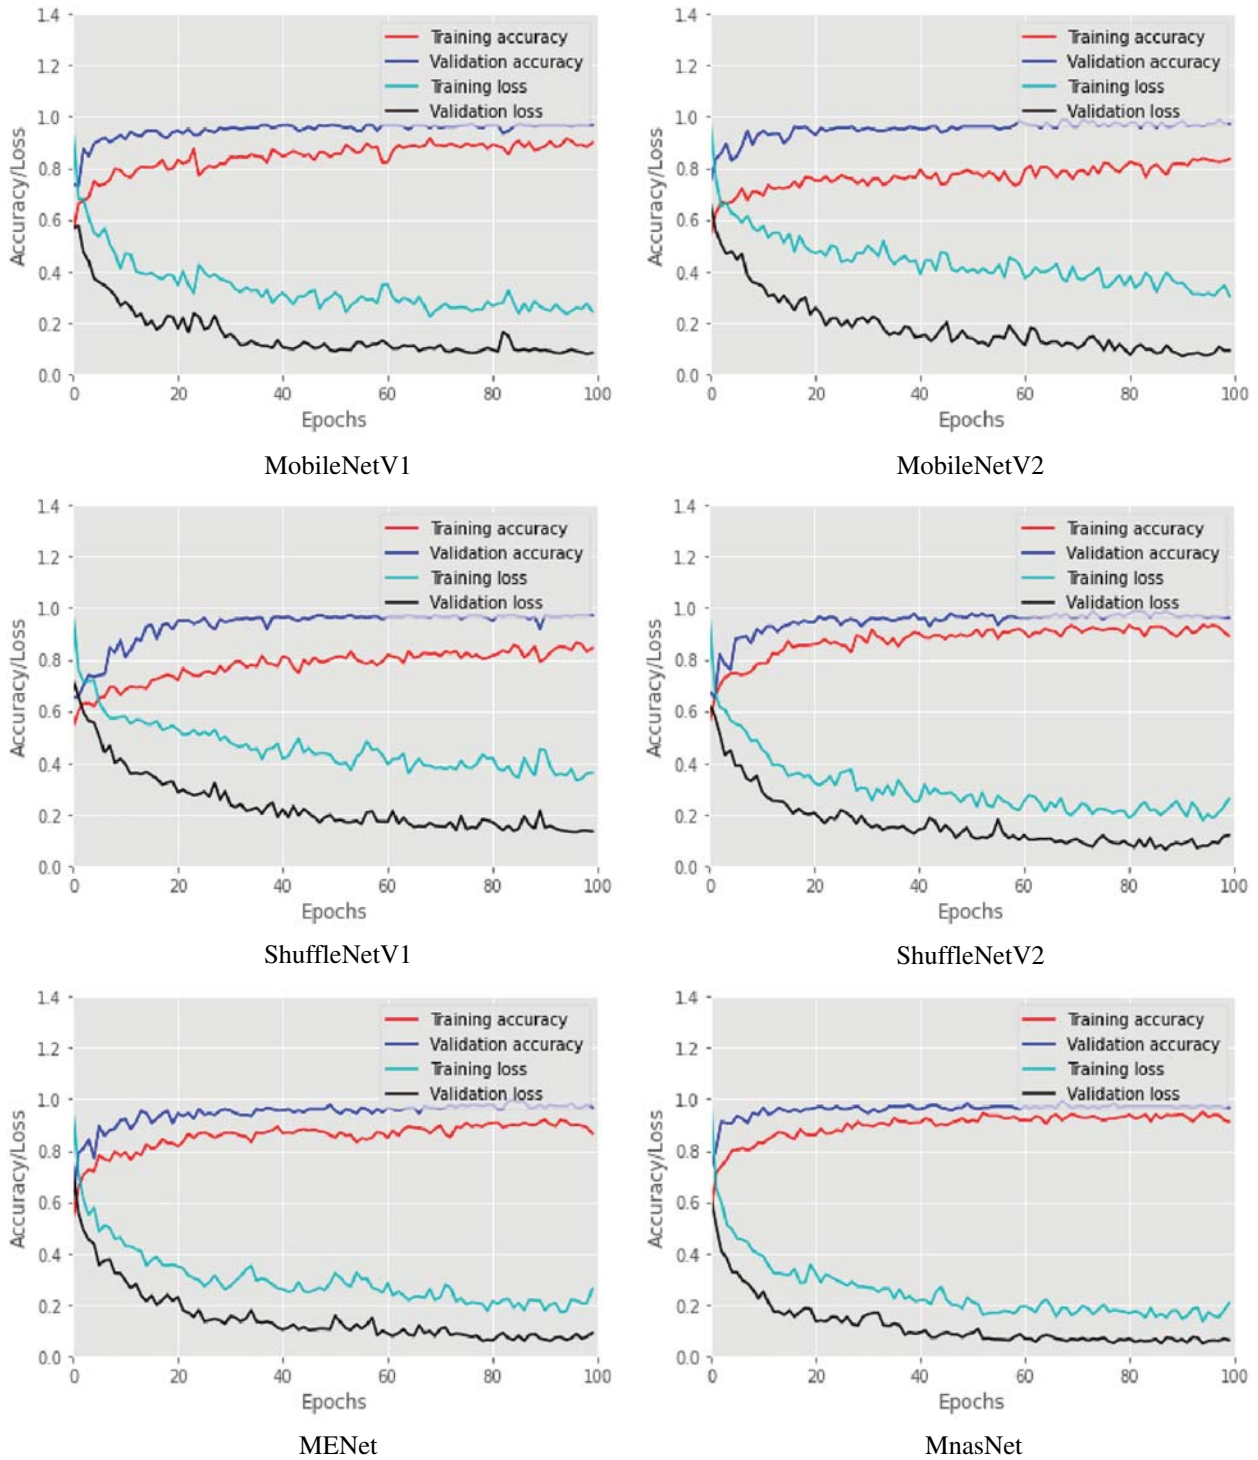 1.4
1.2
1.0
0.8
0.6
0.4
0.2
0.0
Accuracy/Loss
Training accuracy
Validation accuracy
Training loss
Validation loss
0 20 40 60 80 100
Epochs
MobileNetV1
1.4
1.2
1.0
0.8
0.6
0.4
0.2
0.0
Accuracy/Loss
Training accuracy
Validation accuracy
Training loss
Validation loss
0 20 40 60 80 100
Epochs
MobileNetV2
1.4
1.2
1.0
0.8
0.6
0.4
0.2
0.0
Accuracy/Loss
Training accuracy
Validation accuracy
Training loss
Validation loss
0 20 40 60 80 100
Epochs
ShuffleNetV1
1.4
1.2
1.0
0.8
0.6
0.4
0.2
0.0
Accuracy/Loss
Training accuracy
Validation accuracy
Training loss
Validation loss
0 20 40 60 80 100
Epochs
ShuffleNetV2
1.4
1.2
1.0
0.8
0.6
0.4
0.2
0.0
Accuracy/Loss
Training accuracy
Validation accuracy
Training loss
Validation loss
0 20 40 60 80 100
Epochs
MENet
1.4
1.2
1.0
0.8
0.6
0.4
0.2
0.0
Accuracy/Loss
Training accuracy
Validation accuracy
Training loss
Validation loss
0 20 40 60 80 100
Epochs
MnasNet